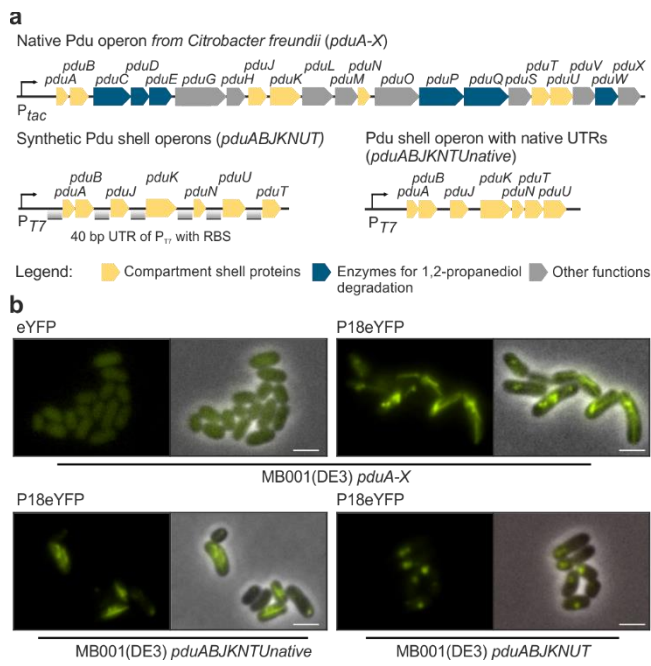 a
Native Pdu operon from Citrobacter freundii (pduA-X)
pduB pduD pduJ pduL pduN pduT pduV pduX
pduA pduC pduE pduG pduH pduK pduM pduO pduP pduQ pduS pduU pduW
Ptac
Synthetic Pdu shell operons (pduABJKNUT)
pduB pduK pduU
pduA pduJ pduN pduT
PT7
40 bp UTR of PT7 with RBS
Pdu shell operon with native UTRs
(pduABJKNTUnative)
pduB pduK pduT
pduA pduJ pduN pduU
PT7
Legend:
Compartment shell proteins
Enzymes for 1,2-propanediol
degradation
Other functions
b
eYFP
P18eYFP
MB001(DE3) pduA-X
P18eYFP
P18eYFP
MB001(DE3) pduABJKNTUnative
MB001(DE3) pduABJKNUT